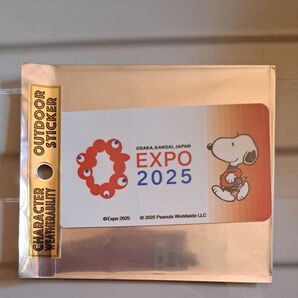 OUTDOOR
STICKER
CHARACTER
WEATHERABILITY
OSAKA, KANSAI, JAPAN
EXPO
2025
©Expo 2025
© 2025 Peanuts Worldwide LLC